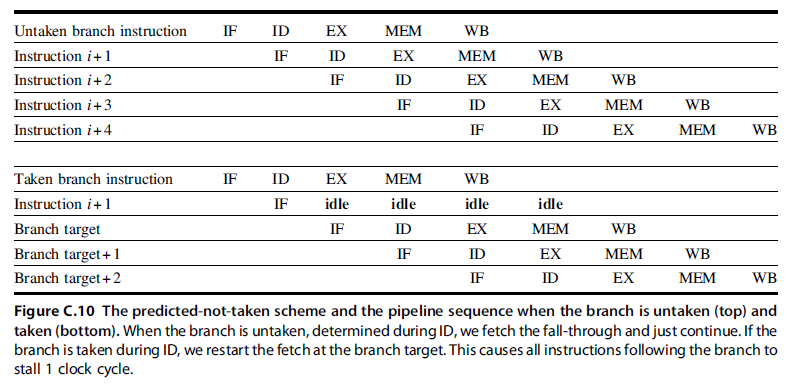 Untaken branch instruction IF ID EX MEM WB
Instruction i+1 IF ID EX MEM WB
Instruction i+2 IF ID EX MEM WB
Instruction i+3 IF ID EX MEM WB
Instruction i+4 IF ID EX MEM WB
Taken branch instruction IF ID EX MEM WB
Instruction i+1 IF idle idle idle idle
Branch target IF ID EX MEM WB
Branch target+1 IF ID EX MEM WB
Branch target+2 IF ID EX MEM WB
Figure C.10 The predicted-not-taken scheme and the pipeline sequence when the branch is untaken (top) and
taken (bottom). When the branch is untaken, determined during ID, we fetch the fall-through and just continue. If the
branch is taken during ID, we restart the fetch at the branch target. This causes all instructions following the branch to
stall 1 clock cycle.